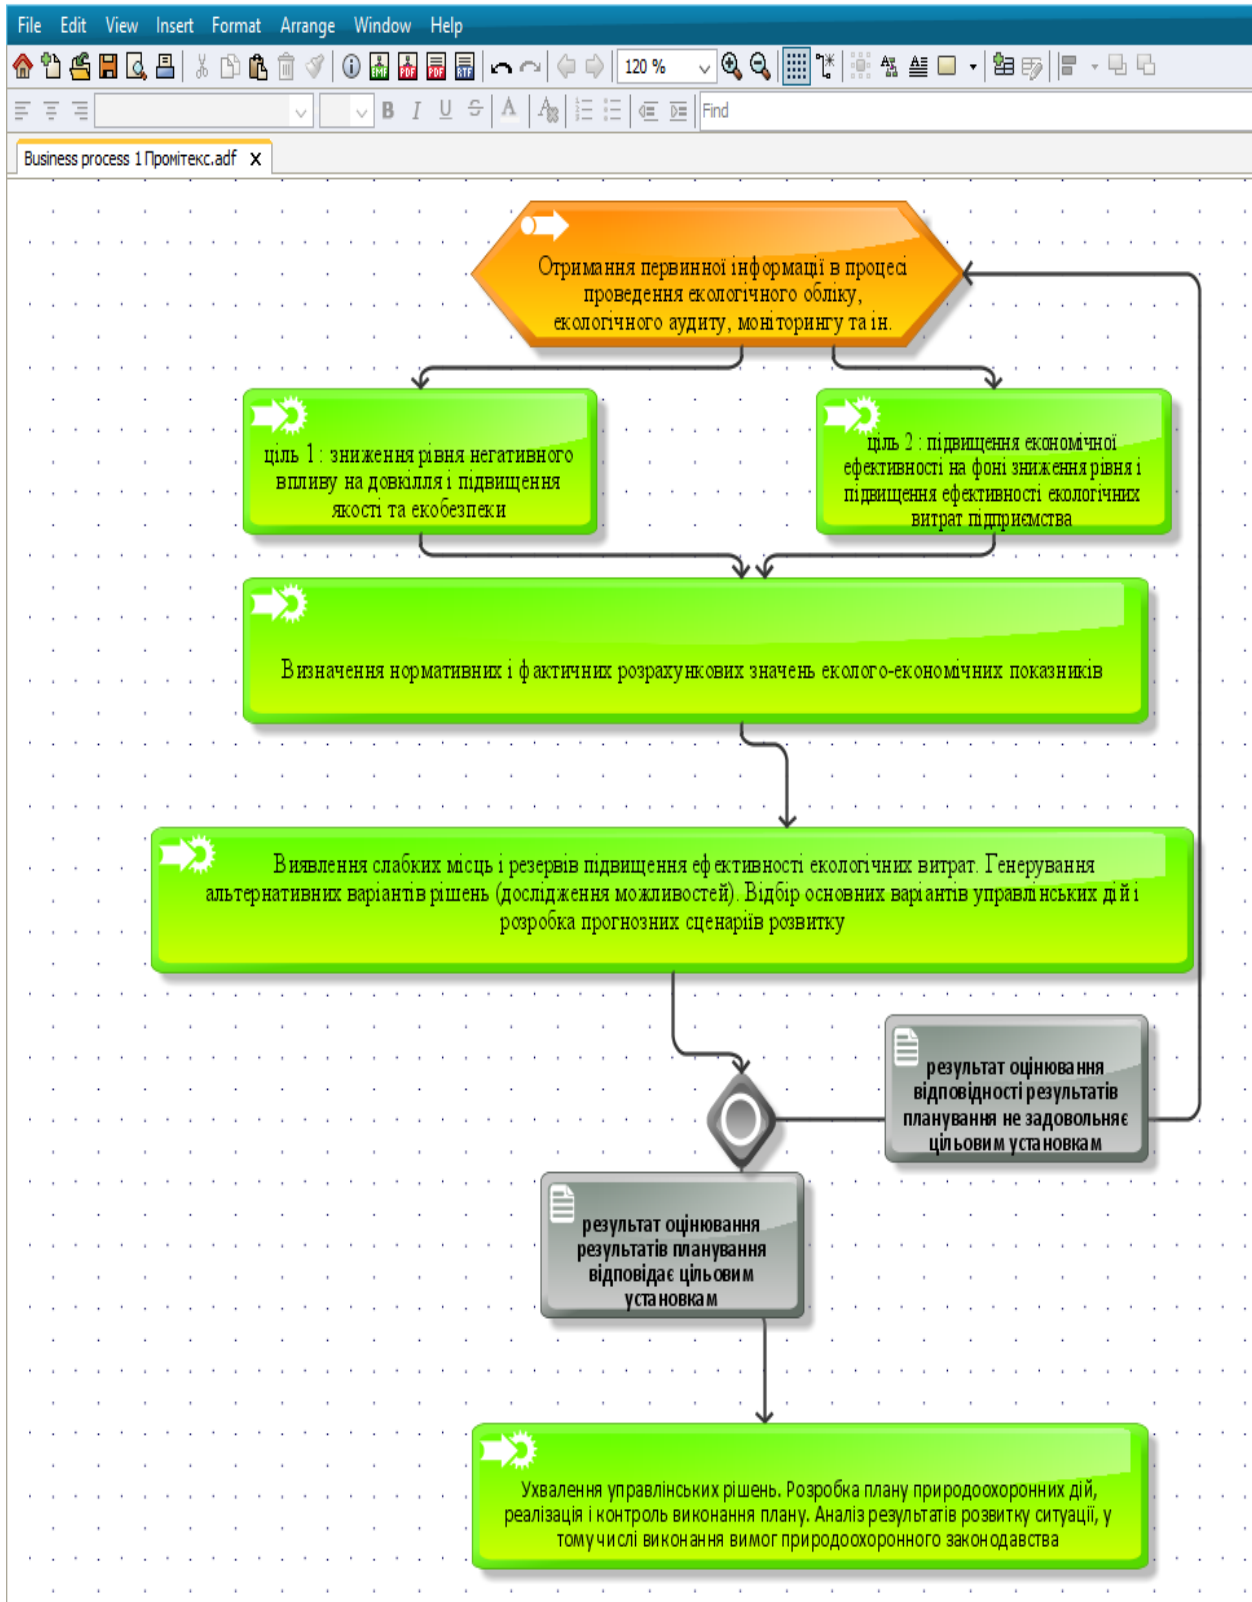 File Edit View Insert Format Arrange Window Help
EMF PDF PDF RTF 120 %
B I U S A Find
Business process 1 Промітекс.adf X
Отримання первинної інформації в процесі
проведення екологічного обліку,
екологічного аудиту, моніторингу та ін.
ціль 1 : зниження рівня негативного
впливу на довкілля і підвищення
якості та екобезпеки
ціль 2 : підвищення економічної
ефективності на фоні зниження рівня і
підвищення ефективності екологічних
витрат підприємства
Визначення нормативних і фактичних розрахункових значень еколого-економічних показників
Виявлення слабких місць і резервів підвищення ефективності екологічних витрат. Генерування
альтернативних варіантів рішень (дослідження можливостей). Відбір основних варіантів управлінських дій і
розробка прогнозних сценаріїв розвитку
результат оцінювання
відповідності результатів
планування не задовольняє
цільовим установкам
результат оцінювання
результатів планування
відповідає цільовим
установкам
Ухвалення управлінських рішень. Розробка плану природоохоронних дій,
реалізація і контроль виконання плану. Аналіз результатів розвитку ситуації, у
тому числі виконання вимог природоохоронного законодавства